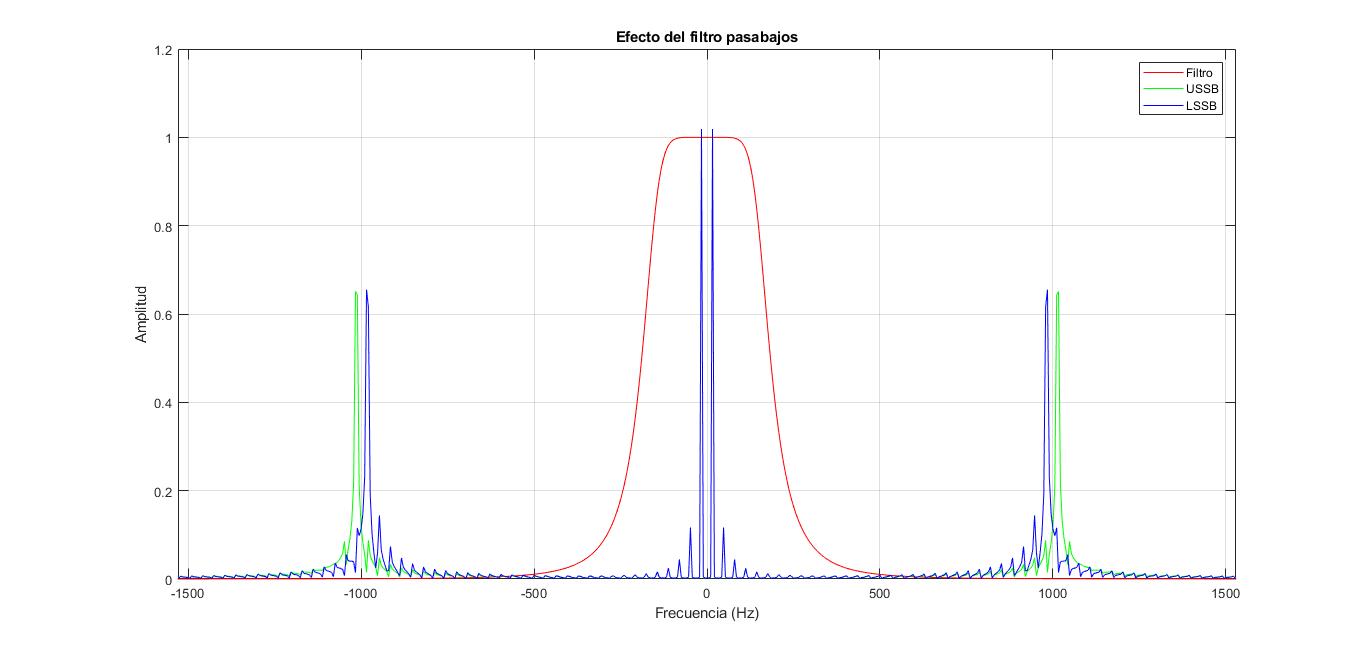 Efecto del filtro pasabajos
Filtro
USSB
LSSB
Amplitud
1.2
1
0.8
0.6
0.4
0.2
0
-1500
-1000
-500
0
500
1000
1500
Frecuencia (Hz)